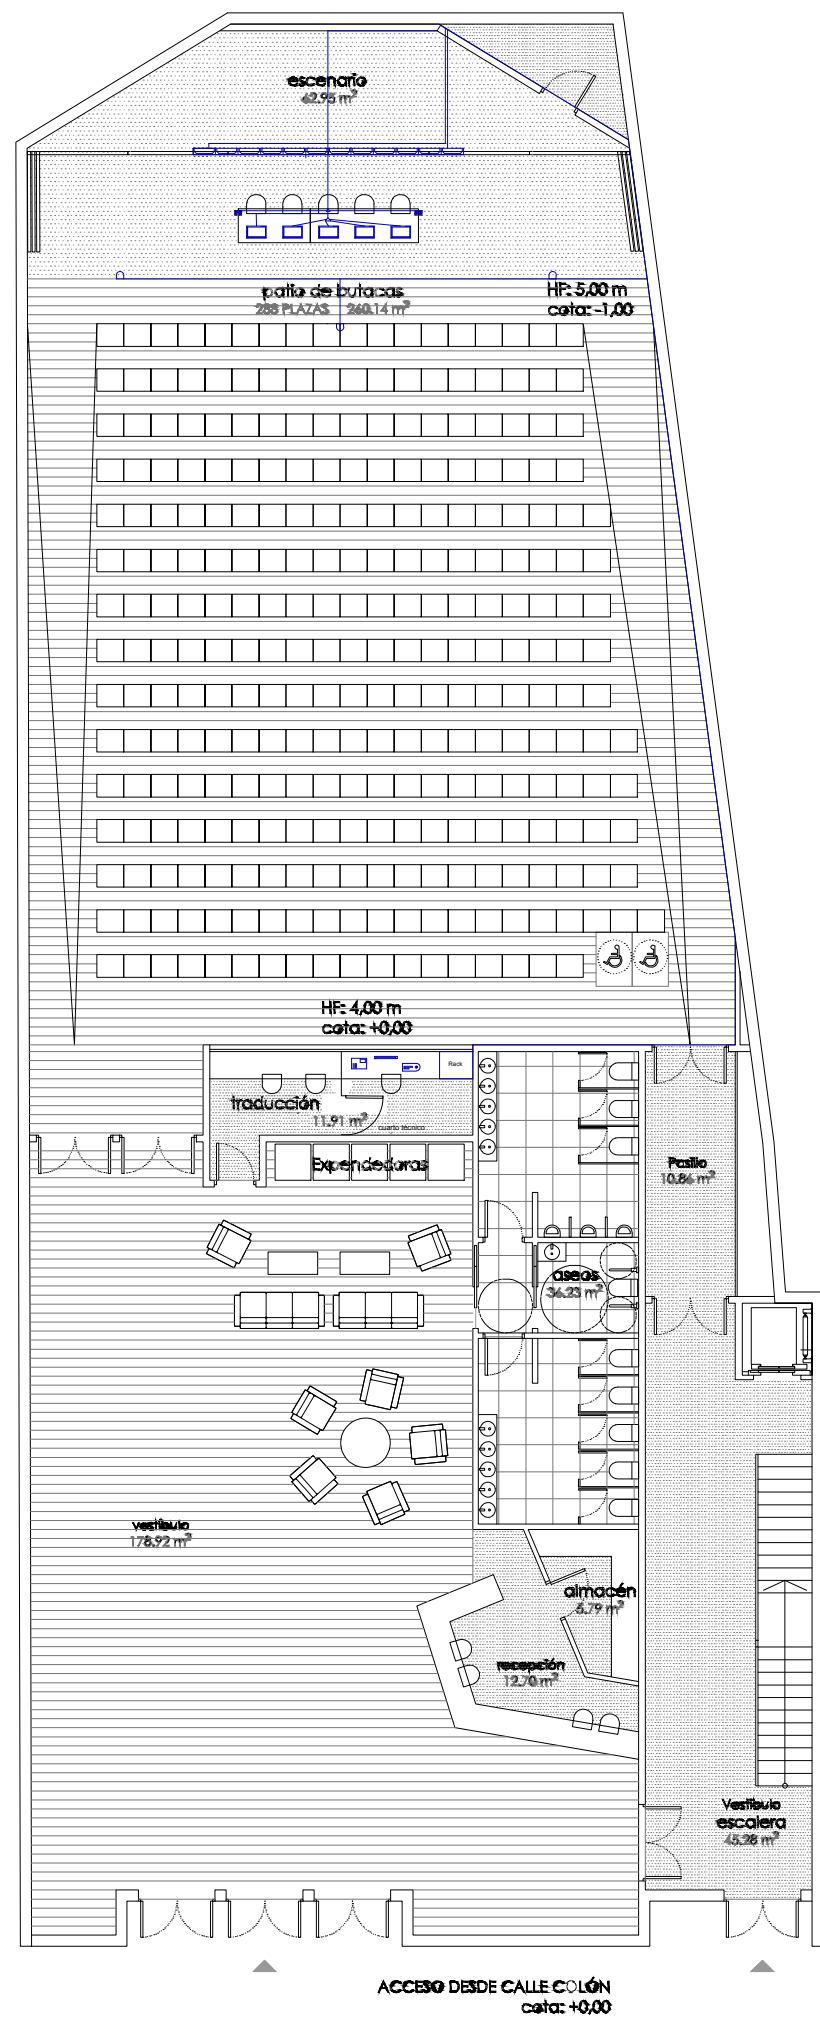 escenario
62.95 m²
patio de butacas
288 PLAZAS 260.14 m²
HF: 5,00 m
cota: -1,00
HF: 4,00 m
cota: +0,00
Rack
traducción
11.91 m²
cuarto técnico
Expendedoras
Pasillo
10.86 m²
aseos
36.23 m²
vestíbulo
178.92 m²
almacén
5.79 m²
recepción
12.70 m²
Vestíbulo
escalera
45.28 m²
ACCESO DESDE CALLE COLÓN
cota: +0,00